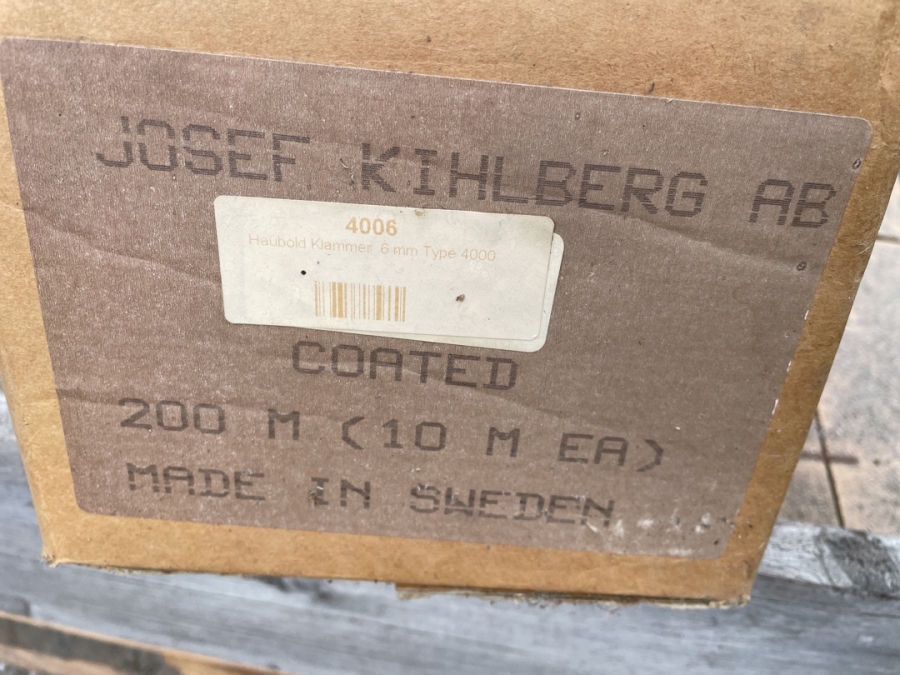 JOSEF KIHLBERG AB
4006
Haubold Klammer 6 mm Type 4000
COATED
200 M (10 M EA)
MADE IN SWEDEN